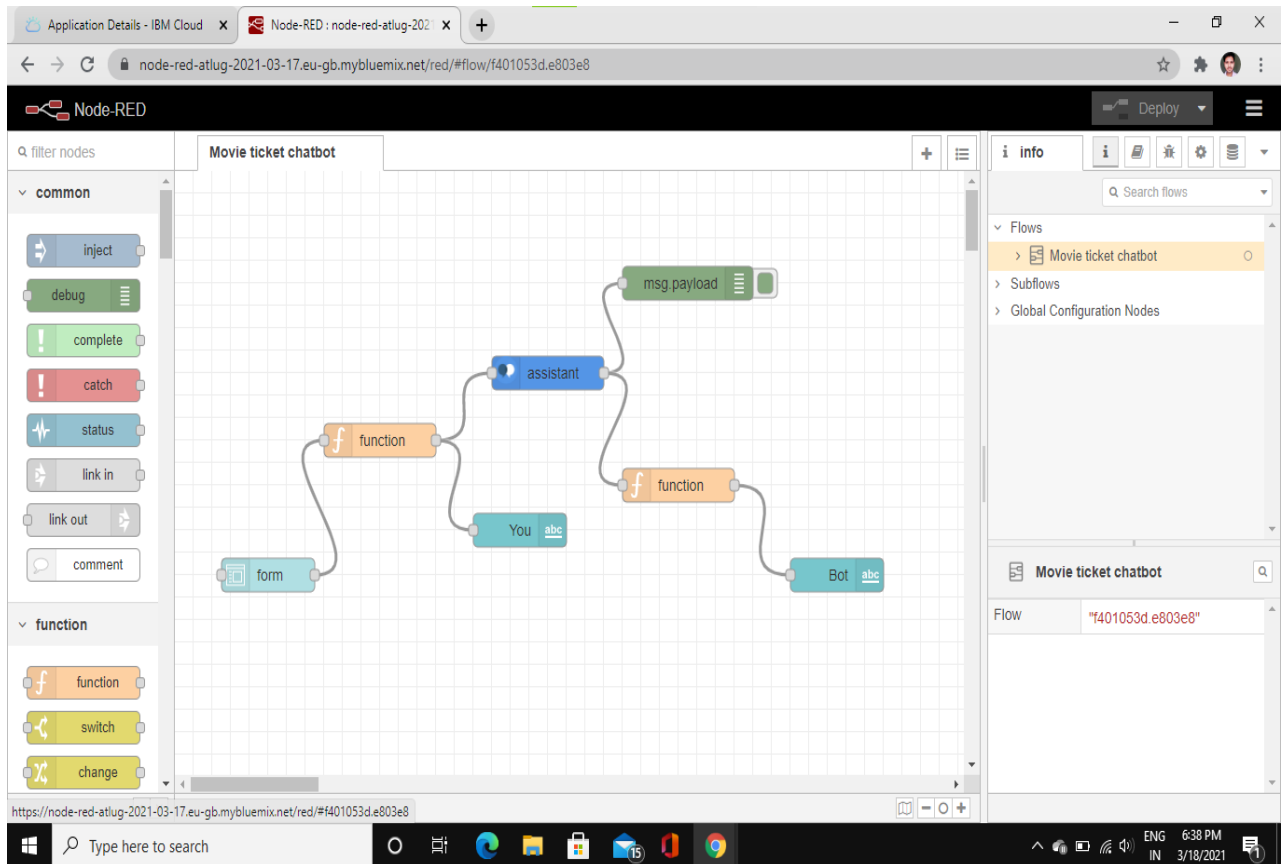 Application Details - IBM Cloud
Node-RED : node-red-atlug-202
node-red-atlug-2021-03-17.eu-gb.mybluemix.net/red/#flow/f401053d.e803e8
Node-RED
Deploy
filter nodes
Movie ticket chatbot
i info
i
Search flows
common
inject
debug
complete
catch
status
link in
link out
comment
function
function
switch
change
msg.payload
assistant
function
function
You abc
form
Bot abc
Flows
Movie ticket chatbot
Subflows
Global Configuration Nodes
Movie ticket chatbot
Flow "f401053d.e803e8"
https://node-red-atlug-2021-03-17.eu-gb.mybluemix.net/red/#f401053d.e803e8
Type here to search
15
ENG
IN
6:38 PM
3/18/2021
1